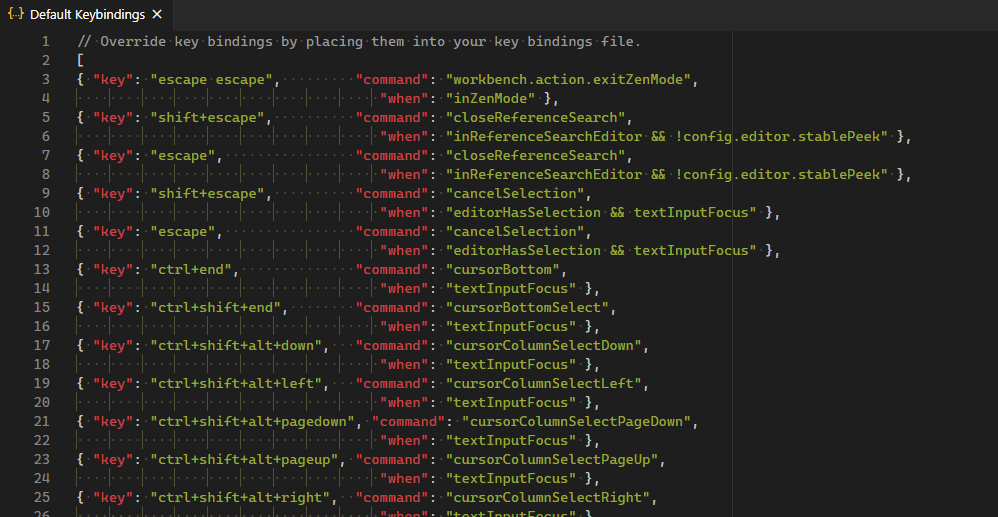 {..} Default Keybindings ×
1 // Override key bindings by placing them into your key bindings file.
2 [
3 { "key": "escape escape",         "command": "workbench.action.exitZenMode",
4                                      "when": "inZenMode" },
5 { "key": "shift+escape",          "command": "closeReferenceSearch",
6                                      "when": "inReferenceSearchEditor && !config.editor.stablePeek" },
7 { "key": "escape",                "command": "closeReferenceSearch",
8                                      "when": "inReferenceSearchEditor && !config.editor.stablePeek" },
9 { "key": "shift+escape",          "command": "cancelSelection",
10                                     "when": "editorHasSelection && textInputFocus" },
11 { "key": "escape",                "command": "cancelSelection",
12                                     "when": "editorHasSelection && textInputFocus" },
13 { "key": "ctrl+end",              "command": "cursorBottom",
14                                     "when": "textInputFocus" },
15 { "key": "ctrl+shift+end",        "command": "cursorBottomSelect",
16                                     "when": "textInputFocus" },
17 { "key": "ctrl+shift+alt+down",   "command": "cursorColumnSelectDown",
18                                     "when": "textInputFocus" },
19 { "key": "ctrl+shift+alt+left",   "command": "cursorColumnSelectLeft",
20                                     "when": "textInputFocus" },
21 { "key": "ctrl+shift+alt+pagedown", "command": "cursorColumnSelectPageDown",
22                                     "when": "textInputFocus" },
23 { "key": "ctrl+shift+alt+pageup", "command": "cursorColumnSelectPageUp",
24                                     "when": "textInputFocus" },
25 { "key": "ctrl+shift+alt+right",  "command": "cursorColumnSelectRight",
26                                     "when": "textInputFocus" },